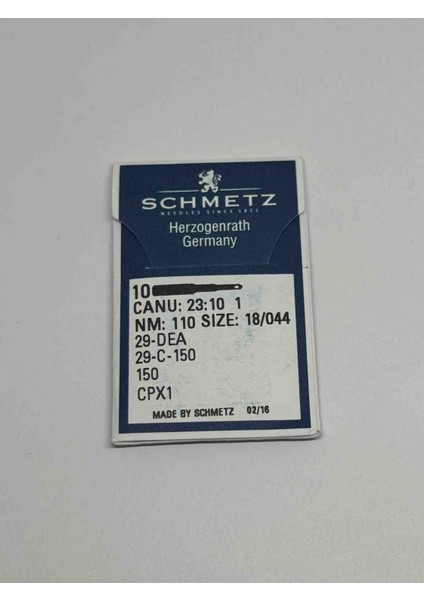 SCHMETZ
NEEDLES SINCE 1851
Herzogenrath
Germany
10
CANU: 23:10 1
NM: 110 SIZE: 18/044
29-DEA
29-C-150
150
CPX1
MADE BY SCHMETZ 02/16